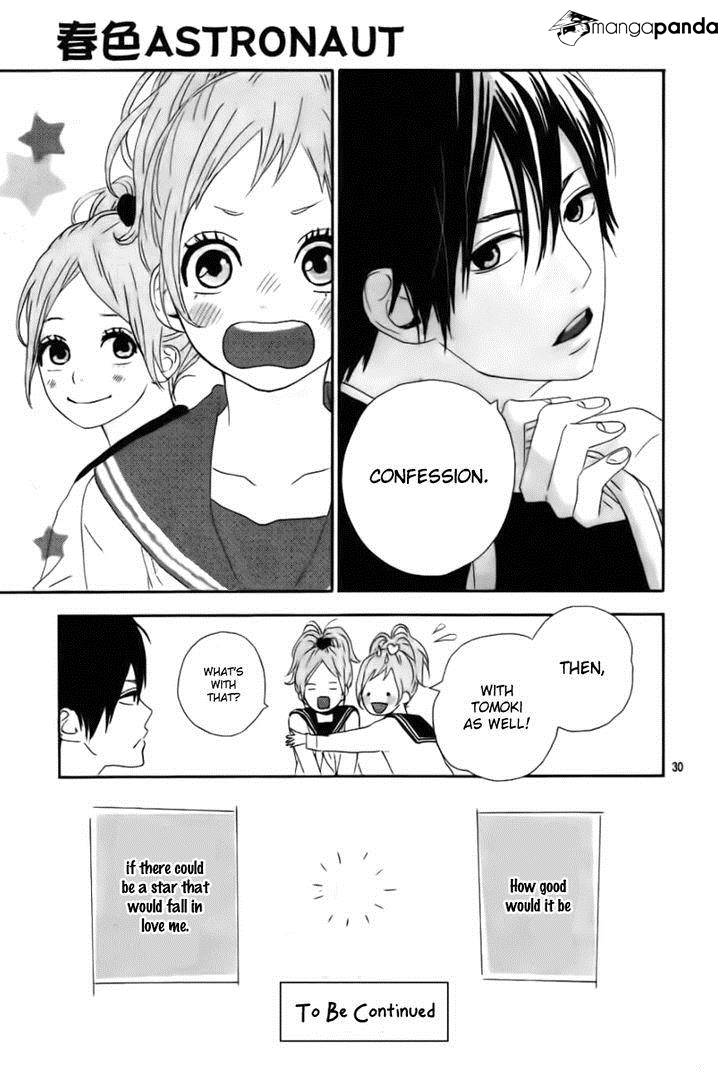 春色ASTRONAUT
mangapanda
CONFESSION.
THEN,
WITH
TOMOKI
AS WELL!
WHAT'S
WITH
THAT?
30
How good
would it be
if there could
be a star that
would fall in
love me.
To Be Continued